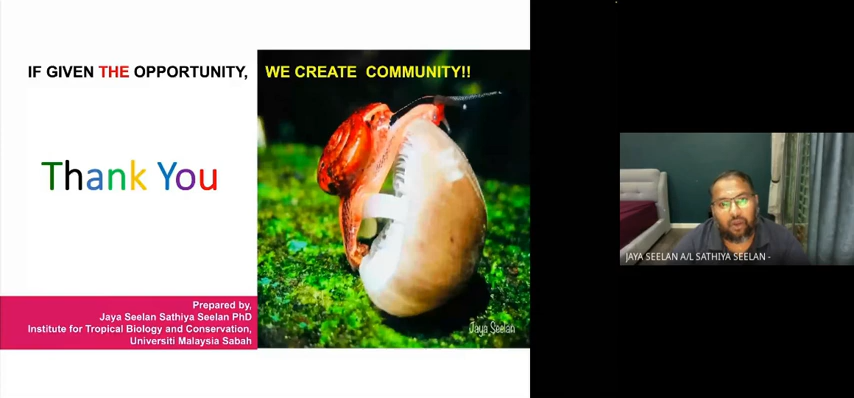 IF GIVEN THE OPPORTUNITY, WE CREATE COMMUNITY!!
Thank You
Prepared by,
Jaya Seelan Sathiya Seelan PhD
Institute for Tropical Biology and Conservation,
Universiti Malaysia Sabah
Jaya Seelan
JAYA SEELAN A/L SATHIYA SEELAN -